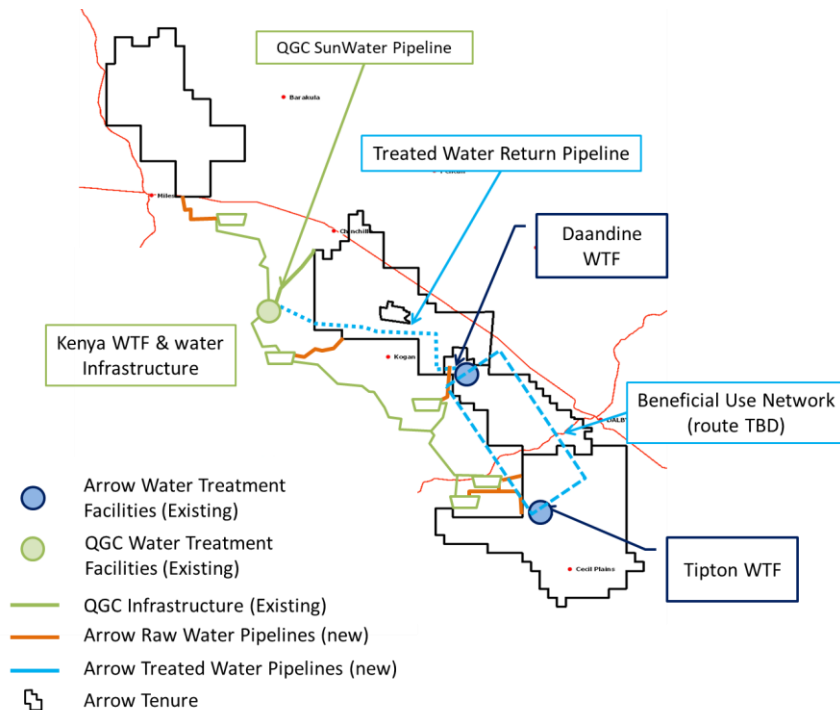 QGC SunWater Pipeline
Barakula
Treated Water Return Pipeline
Miles
Chinchilla
Daandine
WTF
Kenya WTF & water
Infrastructure
Kogan
Beneficial Use Network
(route TBD)
DALBY
Arrow Water Treatment
Facilities (Existing)
QGC Water Treatment
Facilities (Existing)
Cecil Plains
Tipton WTF
QGC Infrastructure (Existing)
Arrow Raw Water Pipelines (new)
Arrow Treated Water Pipelines (new)
Arrow Tenure